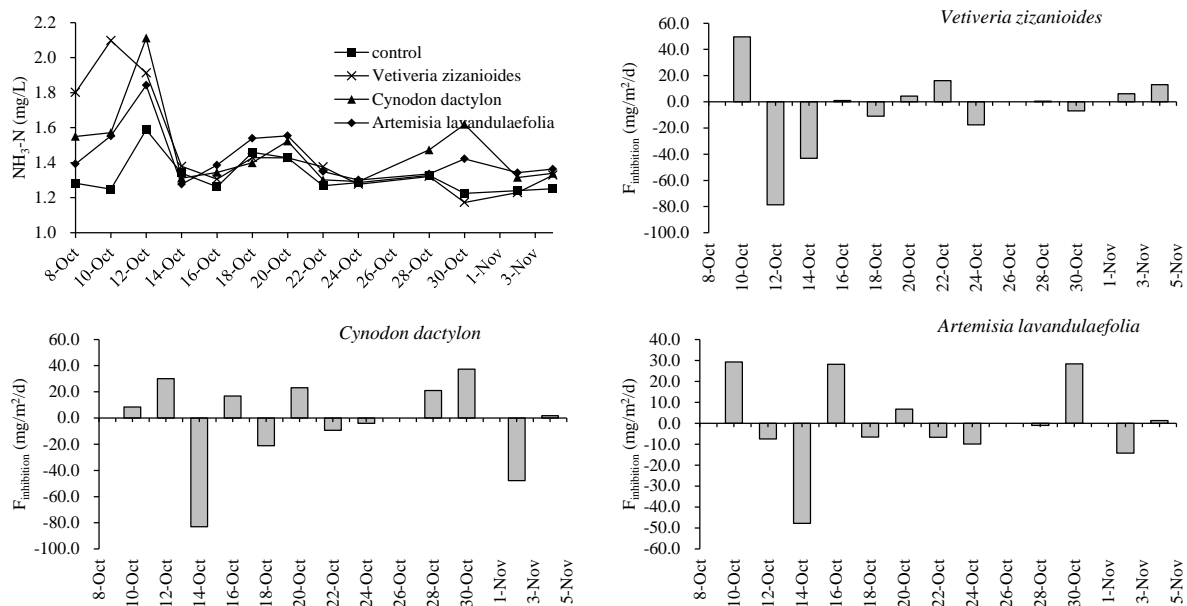 2.2
2.0
1.8
1.6
1.4
1.2
1.0
NH3-N (mg/L)
control
Vetiveria zizanioides
Cynodon dactylon
Artemisia lavandulaefolia
8-Oct
10-Oct
12-Oct
14-Oct
16-Oct
18-Oct
20-Oct
22-Oct
24-Oct
26-Oct
28-Oct
30-Oct
1-Nov
3-Nov
Vetiveria zizanioides
60.0
40.0
20.0
0.0
-20.0
-40.0
-60.0
-80.0
-100.0
Finhibition (mg/m²/d)
8-Oct
10-Oct
12-Oct
14-Oct
16-Oct
18-Oct
20-Oct
22-Oct
24-Oct
26-Oct
28-Oct
30-Oct
1-Nov
3-Nov
5-Nov
Cynodon dactylon
60.0
40.0
20.0
0.0
-20.0
-40.0
-60.0
-80.0
-100.0
Finhibition (mg/m²/d)
8-Oct
10-Oct
12-Oct
14-Oct
16-Oct
18-Oct
20-Oct
22-Oct
24-Oct
26-Oct
28-Oct
30-Oct
1-Nov
3-Nov
5-Nov
Artemisia lavandulaefolia
40.0
30.0
20.0
10.0
0.0
-10.0
-20.0
-30.0
-40.0
-50.0
-60.0
Finhibition (mg/m²/d)
8-Oct
10-Oct
12-Oct
14-Oct
16-Oct
18-Oct
20-Oct
22-Oct
24-Oct
26-Oct
28-Oct
30-Oct
1-Nov
3-Nov
5-Nov